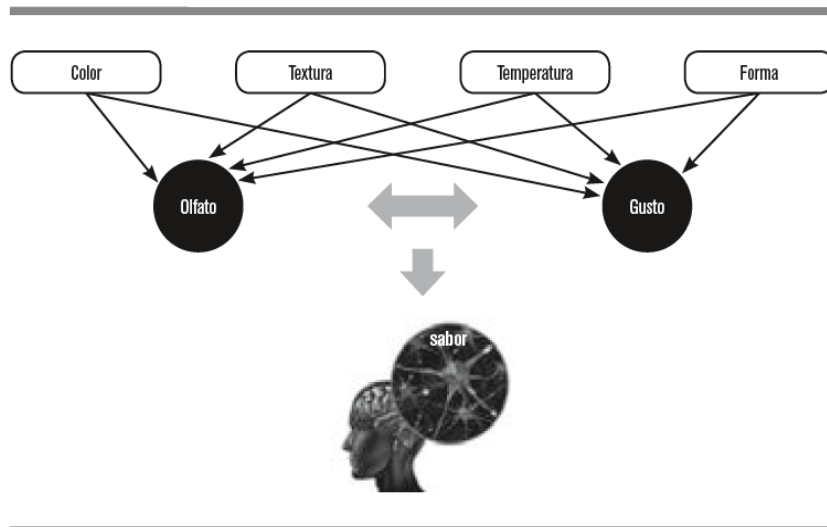 Color
Textura
Temperatura
Forma
Olfato
Gusto
sabor